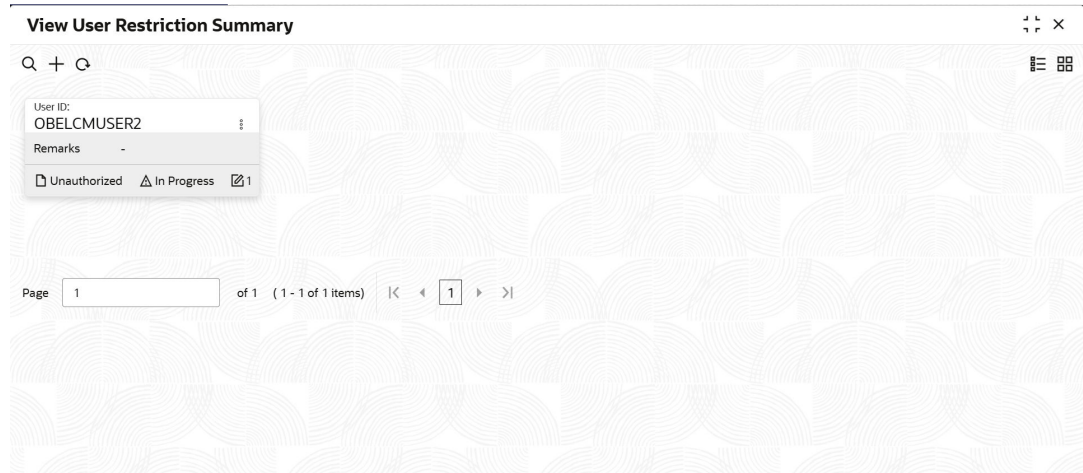 View User Restriction Summary
User ID:
OBELCMUSER2
Remarks -
Unauthorized In Progress 1
Page 1 of 1 ( 1 - 1 of 1 items) 1